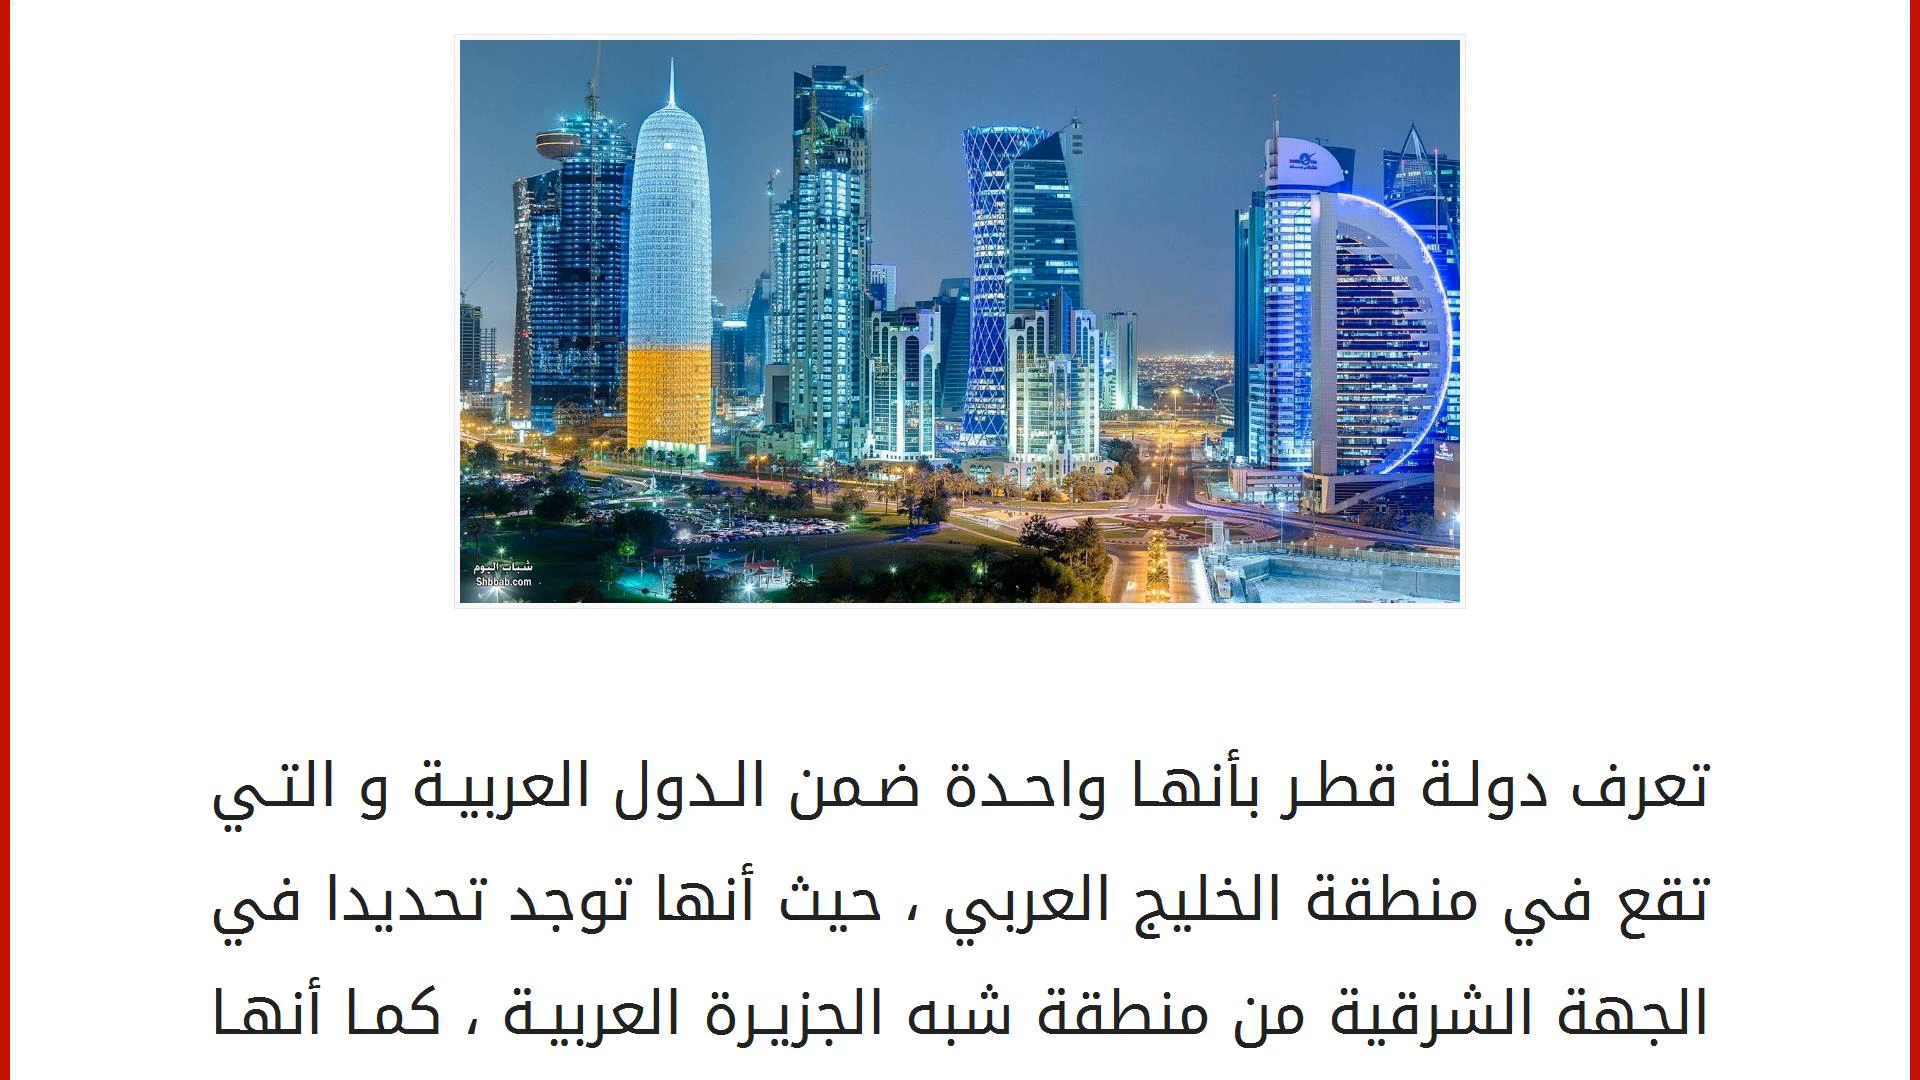 شباب اليوم
Shbbab.com
تعرف دولة قطر بأنها واحدة ضمن الدول العربية و التي
تقع في منطقة الخليج العربي ، حيث أنها توجد تحديدا في
الجهة الشرقية من منطقة شبه الجزيرة العربية ، كما أنها